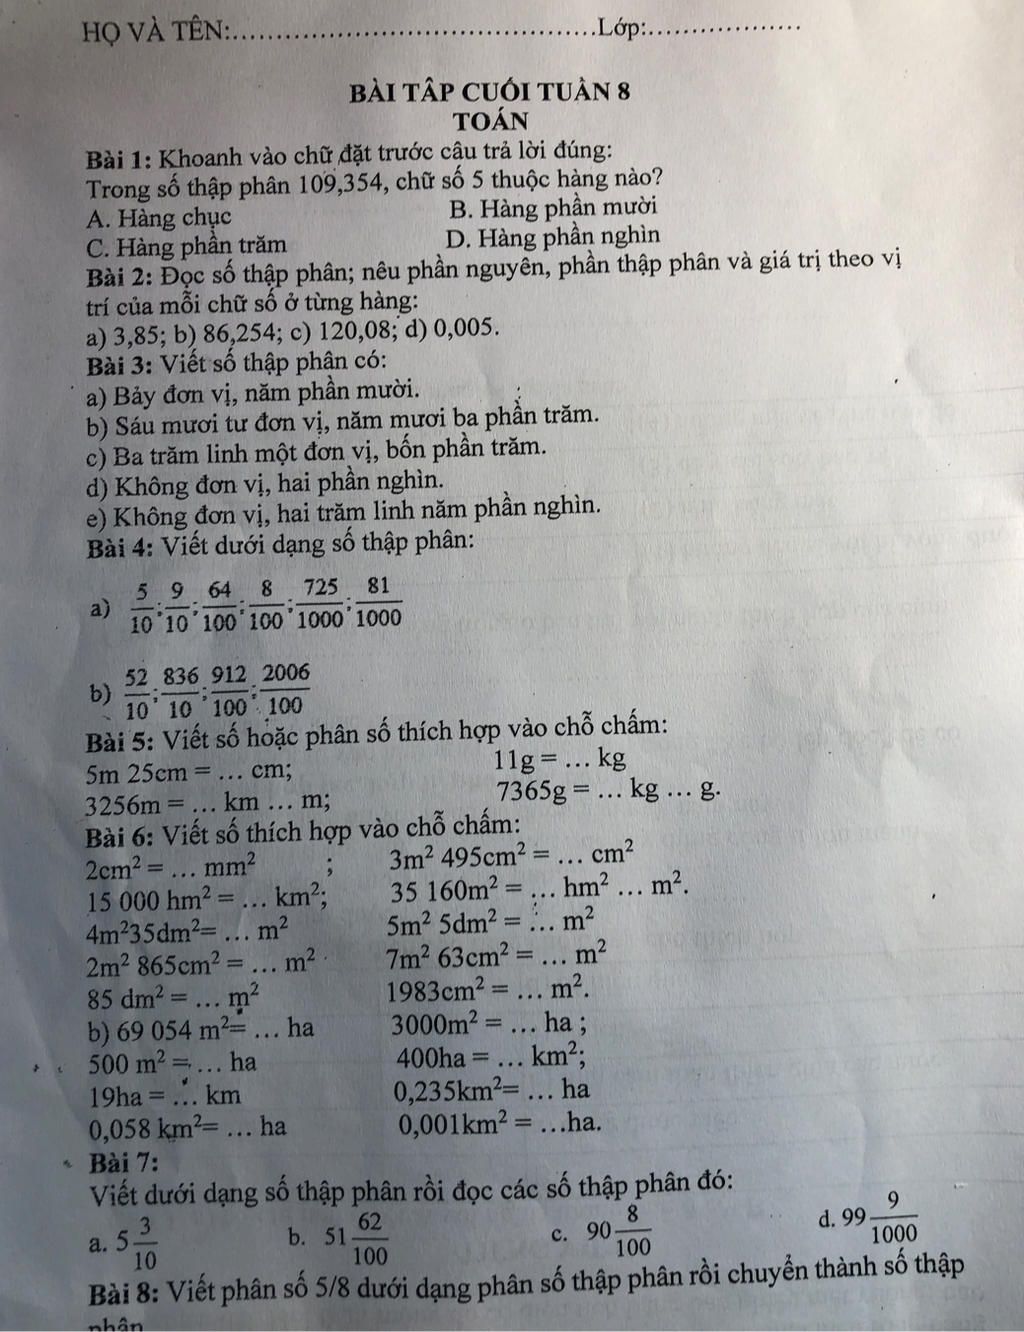 HỌ VÀ TÊN:..............................................Lớp:..................
BÀI TẬP CUỐI TUẦN 8
TOÁN
Bài 1: Khoanh vào chữ đặt trước câu trả lời đúng:
Trong số thập phân 109,354, chữ số 5 thuộc hàng nào?
A. Hàng chục B. Hàng phần mười
C. Hàng phần trăm D. Hàng phần nghìn
Bài 2: Đọc số thập phân; nêu phần nguyên, phần thập phân và giá trị theo vị
trí của mỗi chữ số ở từng hàng:
a) 3,85; b) 86,254; c) 120,08; d) 0,005.
Bài 3: Viết số thập phân có:
a) Bảy đơn vị, năm phần mười.
b) Sáu mươi tư đơn vị, năm mươi ba phần trăm.
c) Ba trăm linh một đơn vị, bốn phần trăm.
d) Không đơn vị, hai phần nghìn.
e) Không đơn vị, hai trăm linh năm phần nghìn.
Bài 4: Viết dưới dạng số thập phân:
a) 5/10; 9/10; 64/100; 8/100; 725/1000; 81/1000
b) 52/10; 836/10; 912/100; 2006/100
Bài 5: Viết số hoặc phân số thích hợp vào chỗ chấm:
5m 25cm = ... cm; 11g = ... kg
3256m = ... km ... m; 7365g = ... kg ... g.
Bài 6: Viết số thích hợp vào chỗ chấm:
2cm² = ... mm² ; 3m² 495cm² = ... cm²
15 000 hm² = ... km²; 35 160m² = ... hm² ... m².
4m²35dm²= ... m² 5m² 5dm² = ... m²
2m² 865cm² = ... m² 7m² 63cm² = ... m²
85 dm² = ... m² 1983cm² = ... m².
b) 69 054 m²= ... ha 3000m² = ... ha ;
500 m² = ... ha 400ha = ... km²;
19ha = ... km 0,235km²= ... ha
0,058 km²= ... ha 0,001km² = ...ha.
Bài 7:
Viết dưới dạng số thập phân rồi đọc các số thập phân đó:
a. 5 3/10 b. 51 62/100 c. 90 8/100 d. 99 9/1000
Bài 8: Viết phân số 5/8 dưới dạng phân số thập phân rồi chuyển thành số thập
phân